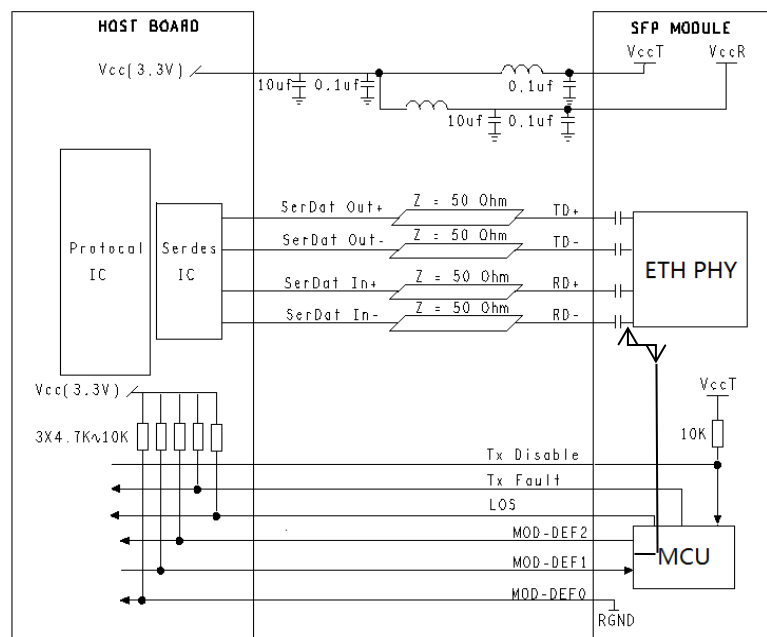 HOST BOARD
SFP MODULE
Vcc(3.3V)
VccT
VccR
10uf
0.1uf
0.1uf
10uf
0.1uf
Protocal
IC
Serdes
IC
SerDat Out+
Z = 50 Ohm
TD+
SerDat Out-
Z = 50 Ohm
TD-
SerDat In+
Z = 50 Ohm
RD+
SerDat In-
Z = 50 Ohm
RD-
ETH PHY
Vcc(3.3V)
VccT
3X4.7K~10K
10K
Tx Disable
Tx Fault
LOS
MOD-DEF2
MOD-DEF1
MOD-DEF0
MCU
RGND